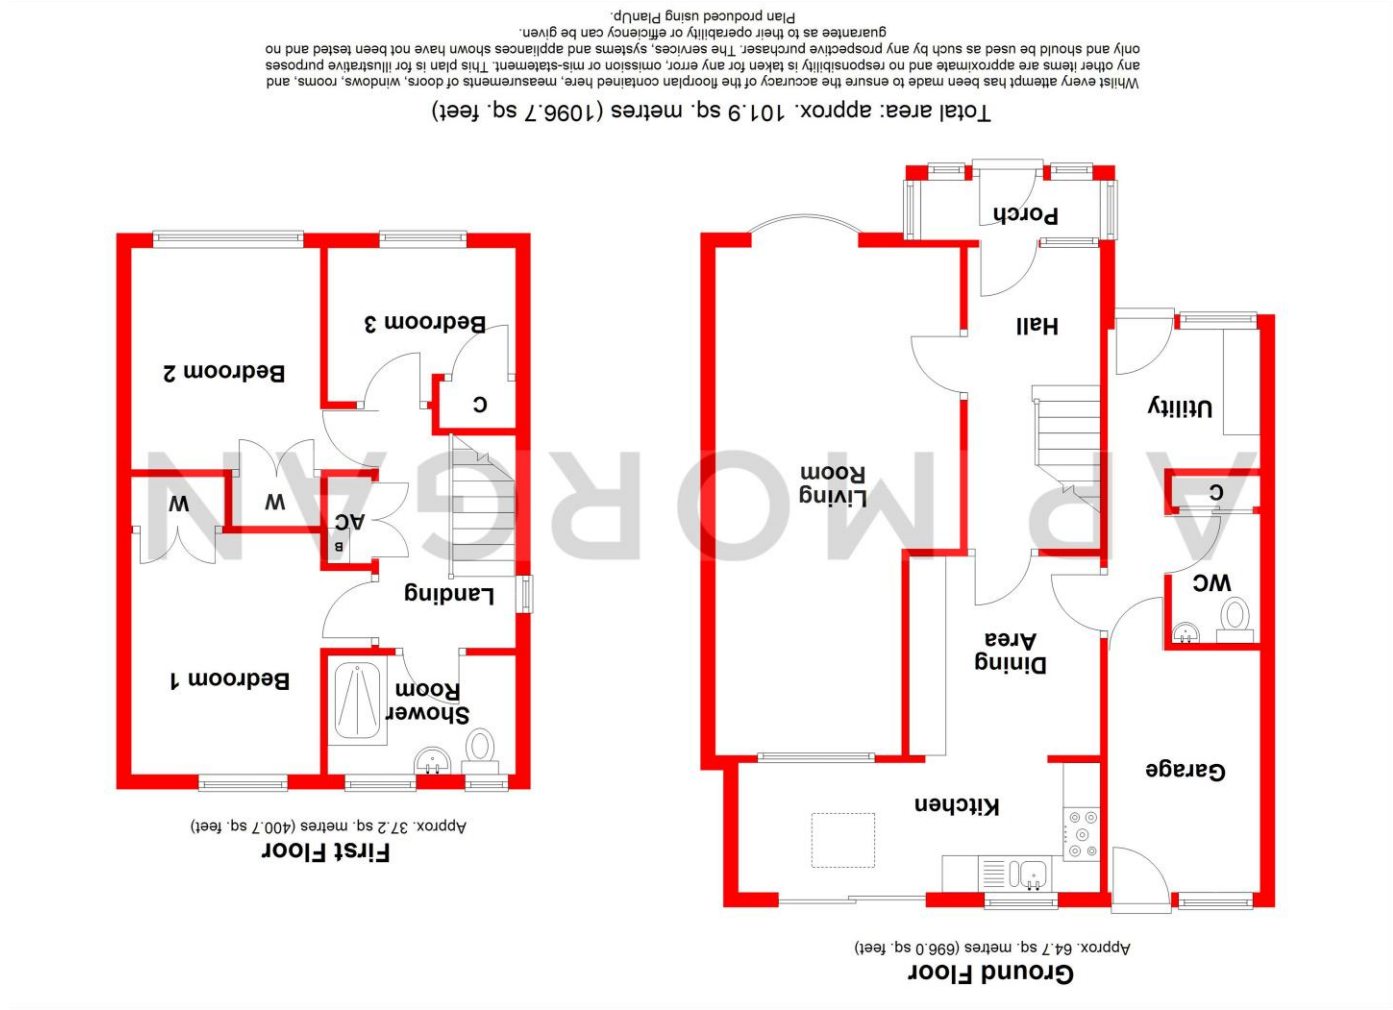 Ground Floor
Approx. 64.7 sq. metres (696.0 sq. feet)
Kitchen
Garage
Dining
Area
WC
C
Living
Room
Utility
Hall
Porch
First Floor
Approx. 37.2 sq. metres (400.7 sq. feet)
Shower
Room
Bedroom 1
Landing
B
AC
W
W
C
Bedroom 2
Bedroom 3
AP MORGAN
Total area: approx. 101.9 sq. metres (1096.7 sq. feet)
Whilst every attempt has been made to ensure the accuracy of the floorplan contained here, measurements of doors, windows, rooms, and
any other items are approximate and no responsibility is taken for any error, omission or mis-statement. This plan is for illustrative purposes
only and should be used as such by any prospective purchaser. The services, systems and appliances shown have not been tested and no
guarantee as to their operability or efficiency can be given.
Plan produced using PlanUp.